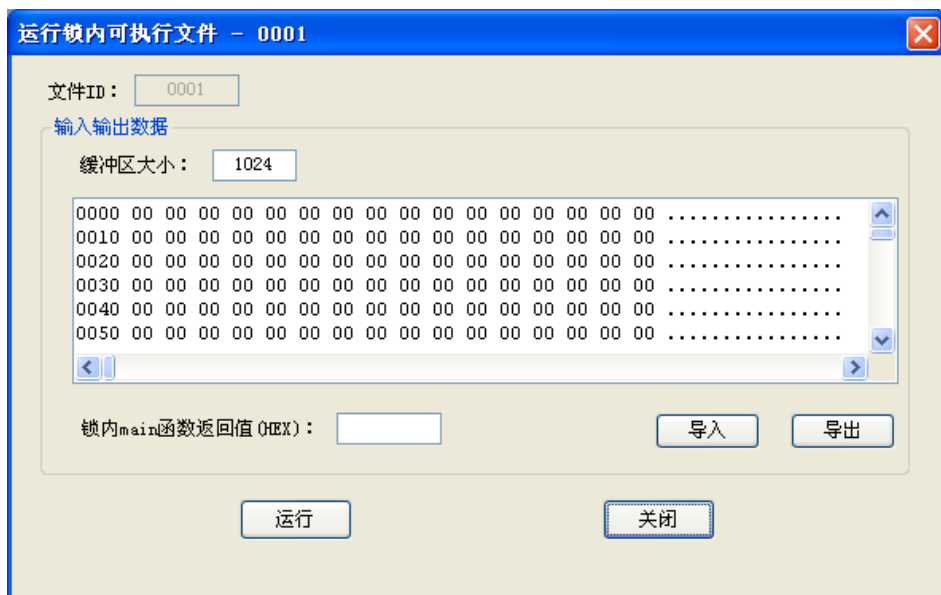 运行锁内可执行文件 - 0001
文件ID： 0001
输入输出数据
缓冲区大小： 1024
0000 00 00 00 00 00 00 00 00 00 00 00 00 00 00 00 00 ................
0010 00 00 00 00 00 00 00 00 00 00 00 00 00 00 00 00 ................
0020 00 00 00 00 00 00 00 00 00 00 00 00 00 00 00 00 ................
0030 00 00 00 00 00 00 00 00 00 00 00 00 00 00 00 00 ................
0040 00 00 00 00 00 00 00 00 00 00 00 00 00 00 00 00 ................
0050 00 00 00 00 00 00 00 00 00 00 00 00 00 00 00 00 ................
锁内main函数返回值(HEX)： 导入 导出
运行 关闭